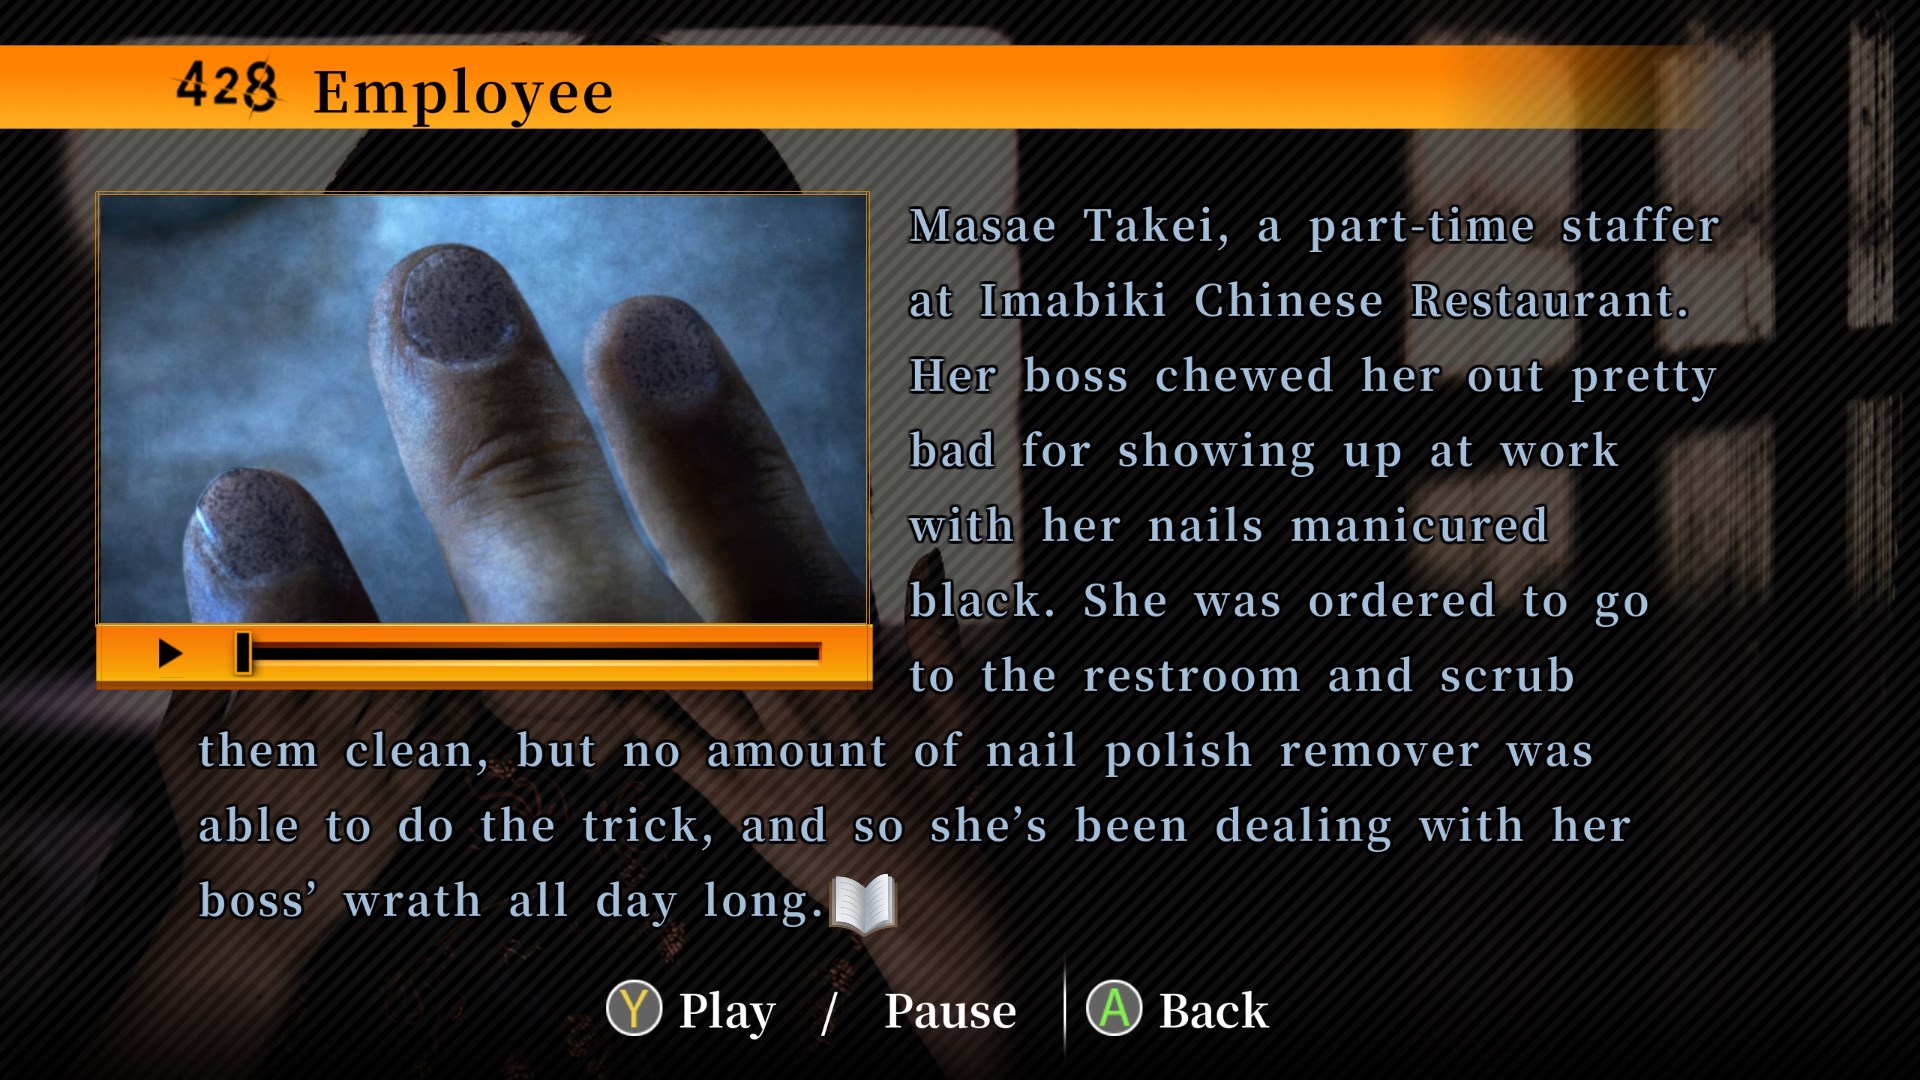 428 Employee
Masae Takei, a part-time staffer
at Imabiki Chinese Restaurant.
Her boss chewed her out pretty
bad for showing up at work
with her nails manicured
black. She was ordered to go
to the restroom and scrub
them clean, but no amount of nail polish remover was
able to do the trick, and so she’s been dealing with her
boss’ wrath all day long.
Y Play / Pause A Back